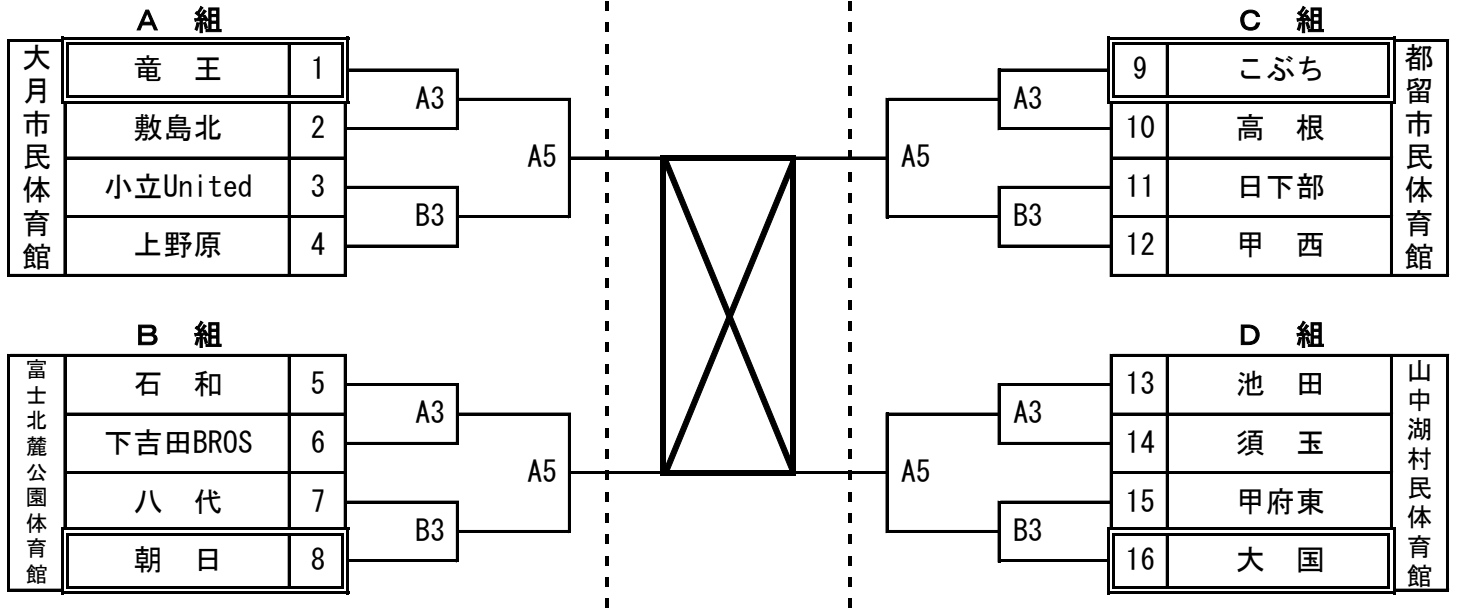 A 組
大月市民体育館
竜 王 1
敷島北 2
小立United 3
上野原 4
A3
B3
A5
B 組
富士北麓公園体育館
石 和 5
下吉田BROS 6
八 代 7
朝 日 8
A3
B3
A5
C 組
都留市民体育館
9 こぶち
10 高 根
11 日下部
12 甲 西
A3
B3
A5
D 組
山中湖村民体育館
13 池 田
14 須 玉
15 甲府東
16 大 国
A3
B3
A5